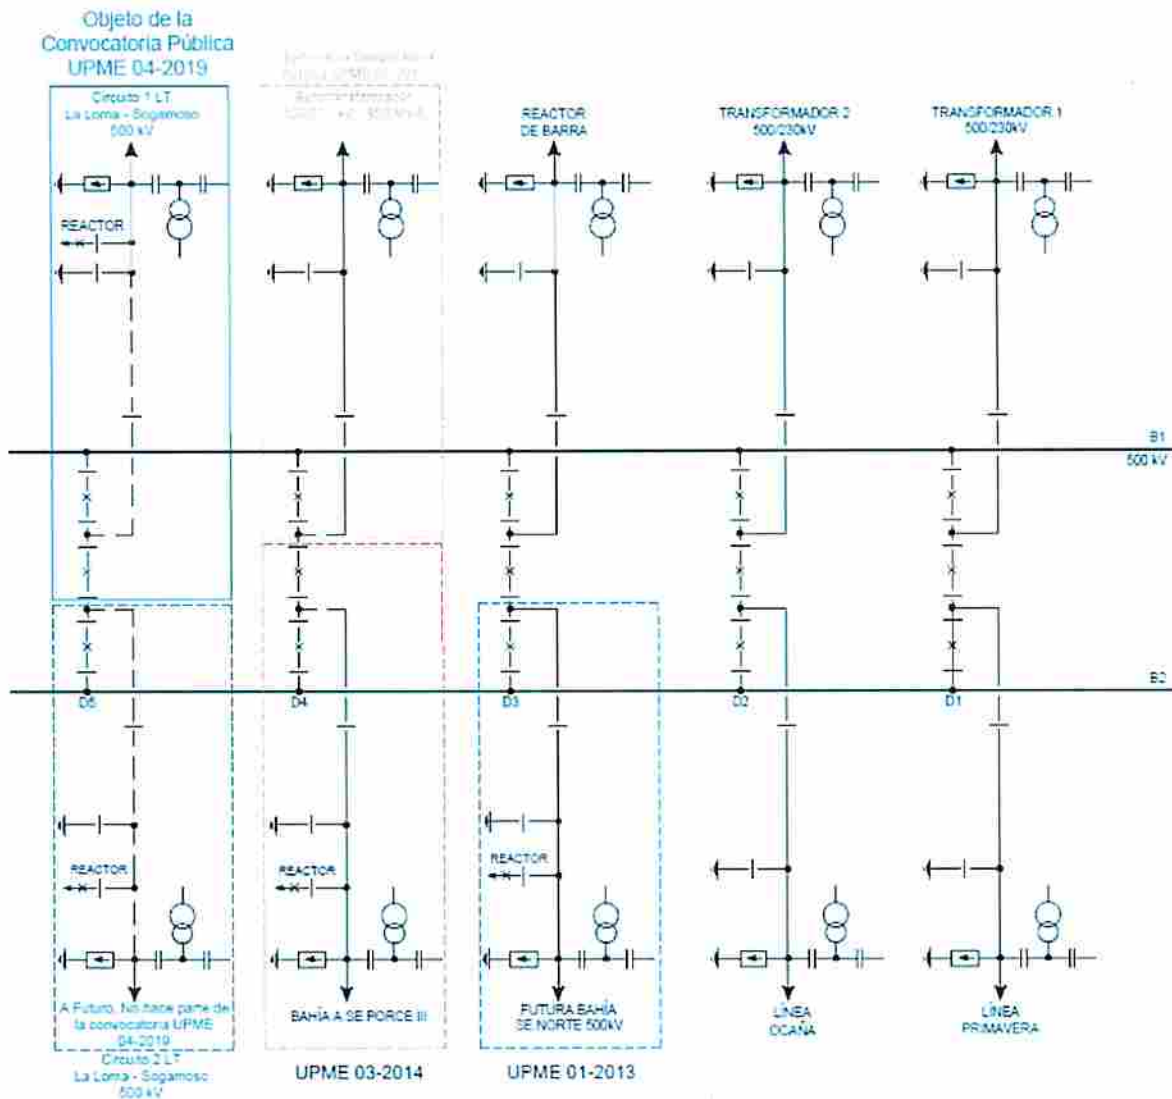 Objeto de la
Convocatoria Pública
UPME 04-2019
Circuito 1 LT
La Loma - Sogamoso
500 kV
REACTOR
DE BARRA
TRANSFORMADOR 2
500/230kV
TRANSFORMADOR 1
500/230kV
REACTOR
B1
500 kV
B2
D5
D4
D3
D2
D1
REACTOR
REACTOR
REACTOR
A Futuro, No hace parte de
la convocatoria UPME
04-2019
Circuito 2 LT
La Loma - Sogamoso
500 kV
BAHÍA A SE PORCE III
UPME 03-2014
FUTURA BAHÍA
SE NORTE 500kV
UPME 01-2013
LÍNEA
OCAÑA
LÍNEA
PRIMAVERA